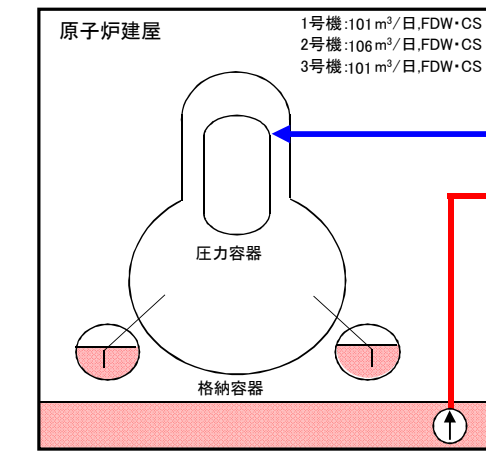 原子炉建屋
1号機:101m³/日,FDW・CS
2号機:106m³/日,FDW・CS
3号機:101m³/日,FDW・CS
圧力容器
格納容器